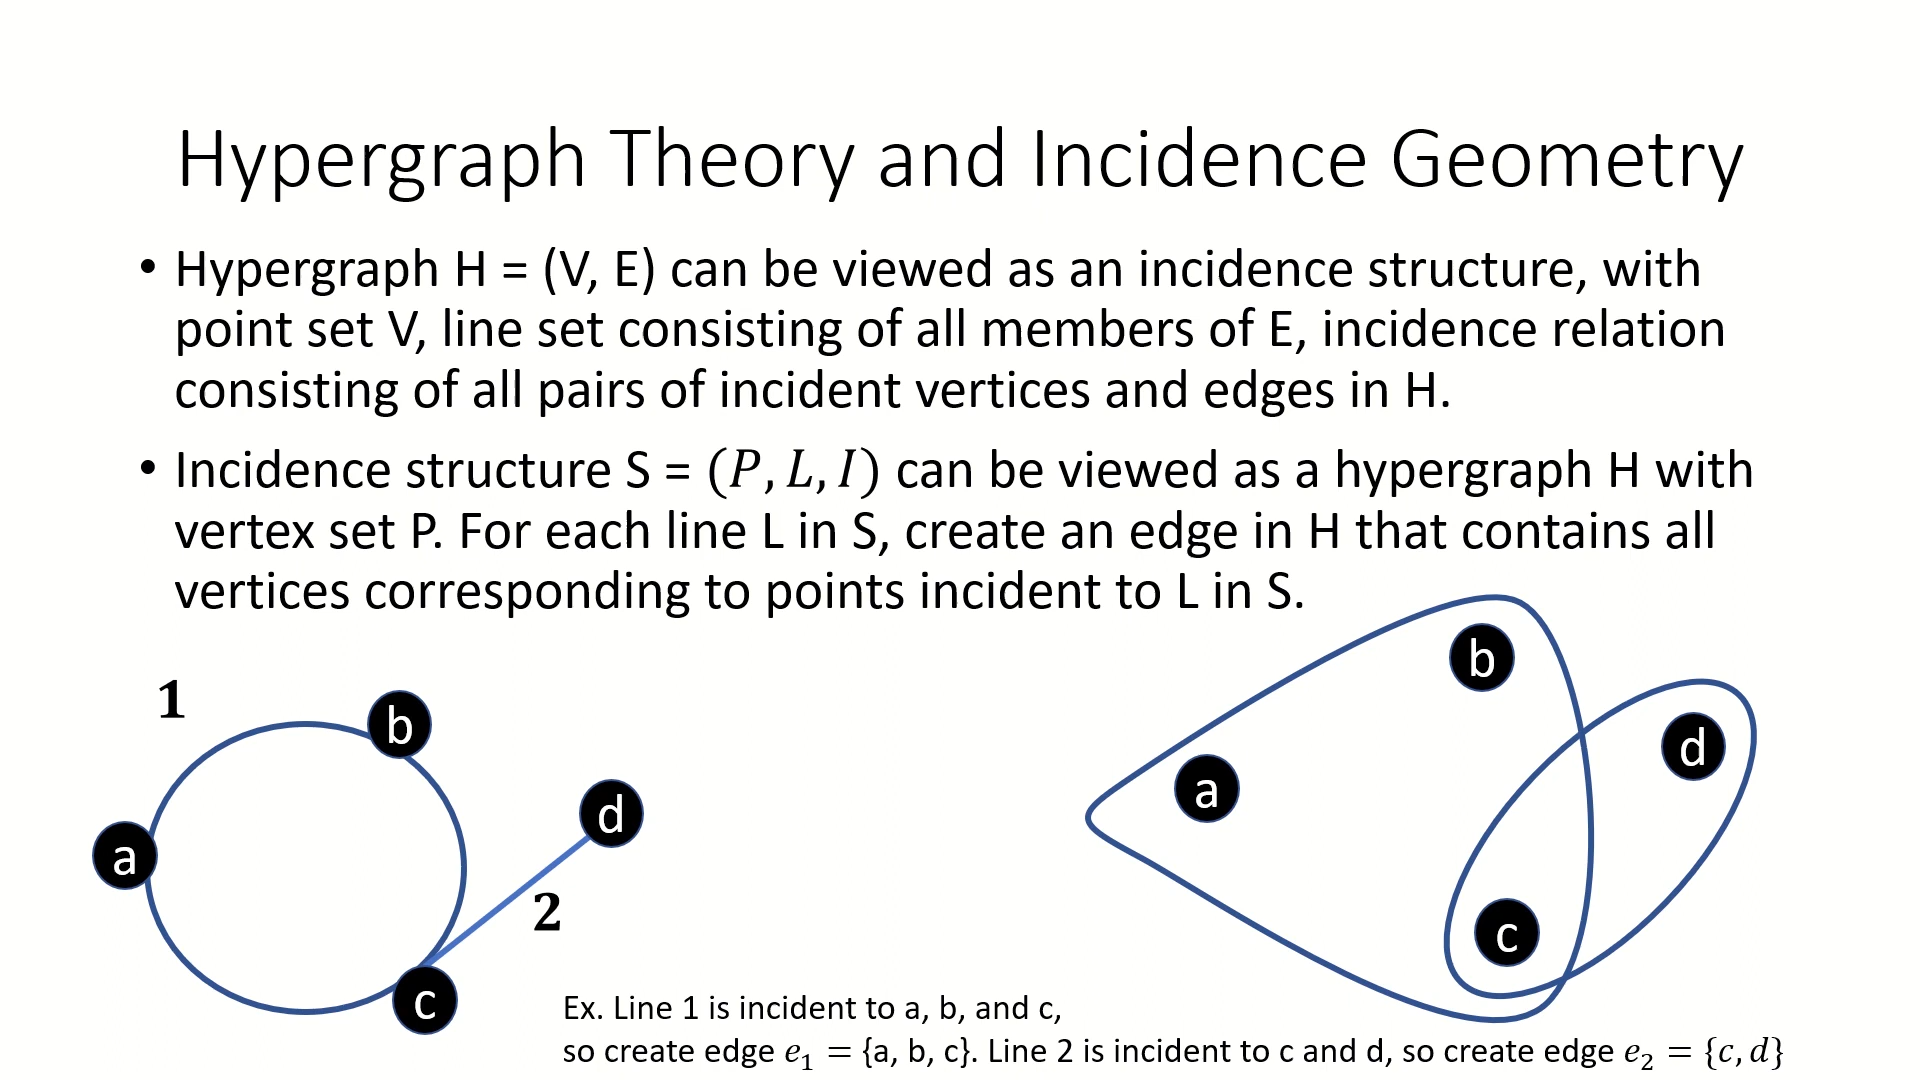 Hypergraph Theory and Incidence Geometry
• Hypergraph H = (V, E) can be viewed as an incidence structure, with
point set V, line set consisting of all members of E, incidence relation
consisting of all pairs of incident vertices and edges in H.
• Incidence structure S = (P, L, I) can be viewed as a hypergraph H with
vertex set P. For each line L in S, create an edge in H that contains all
vertices corresponding to points incident to L in S.
1
b
d
a
2
c
b
d
a
c
Ex. Line 1 is incident to a, b, and c,
so create edge e₁ = {a, b, c}. Line 2 is incident to c and d, so create edge e₂ = {c, d}